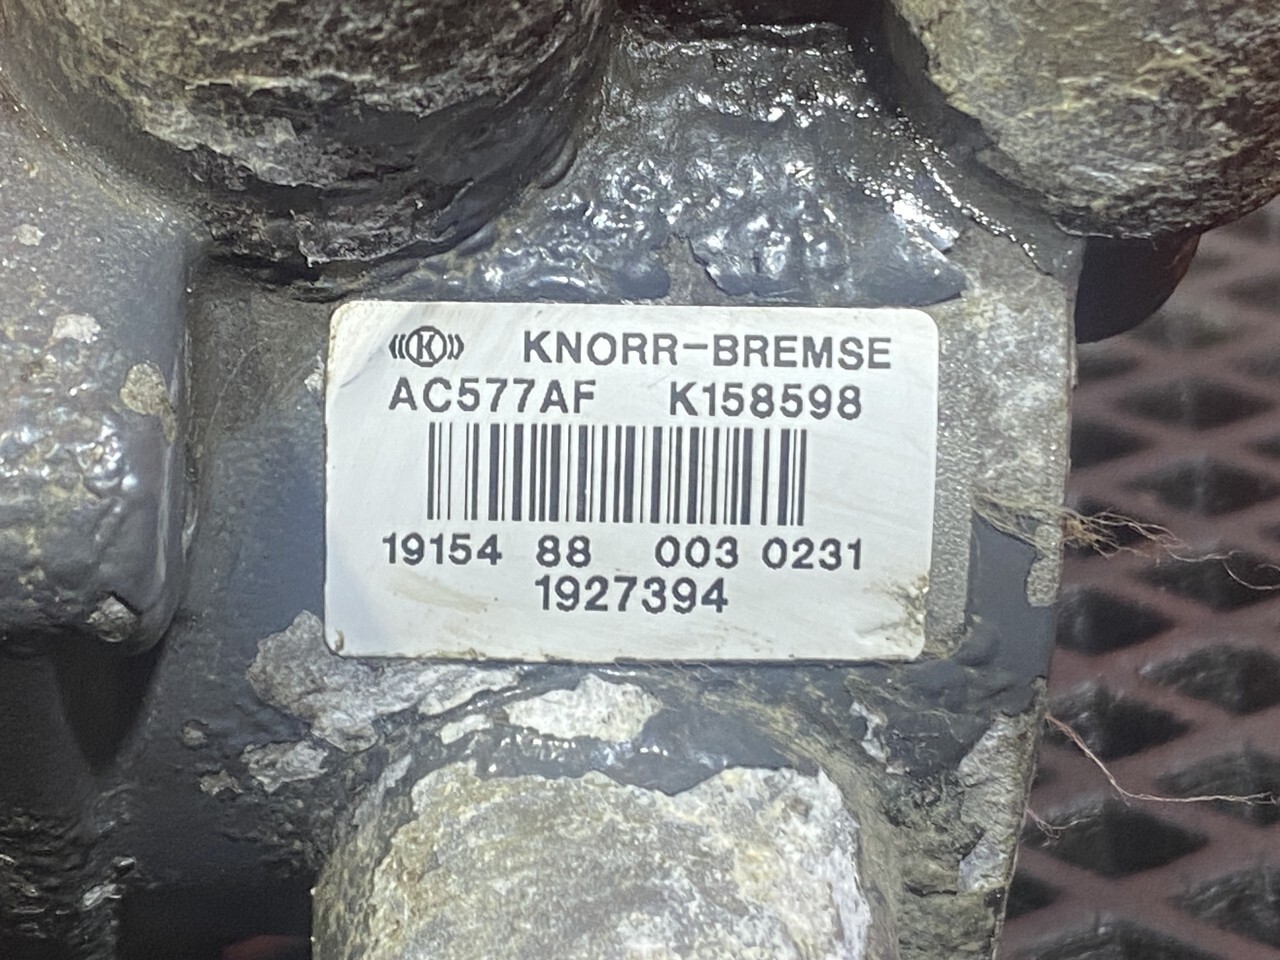 ((K)) KNORR-BREMSE
AC577AF K158598
19154 88 003 0231
1927394